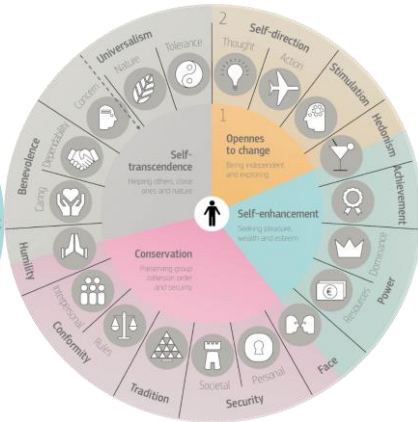 2
Self-direction
Thought
Action
Stimulation
Hedonism
Achievement
Dominance
Power
Resources
Face
Personal
Security
Societal
Tradition
Rules
Conformity
Interpersonal
Humility
Caring
Benevolence
Dependability
Concern
Universalism
Nature
Tolerance
1
Opennes
to change
Being independent
and exploring
Self-enhancement
Seeking pleasure,
wealth and esteem
Conservation
Preserving group
cohesion order
and security
Self-
transcendence
Helping others, close
ones and nature